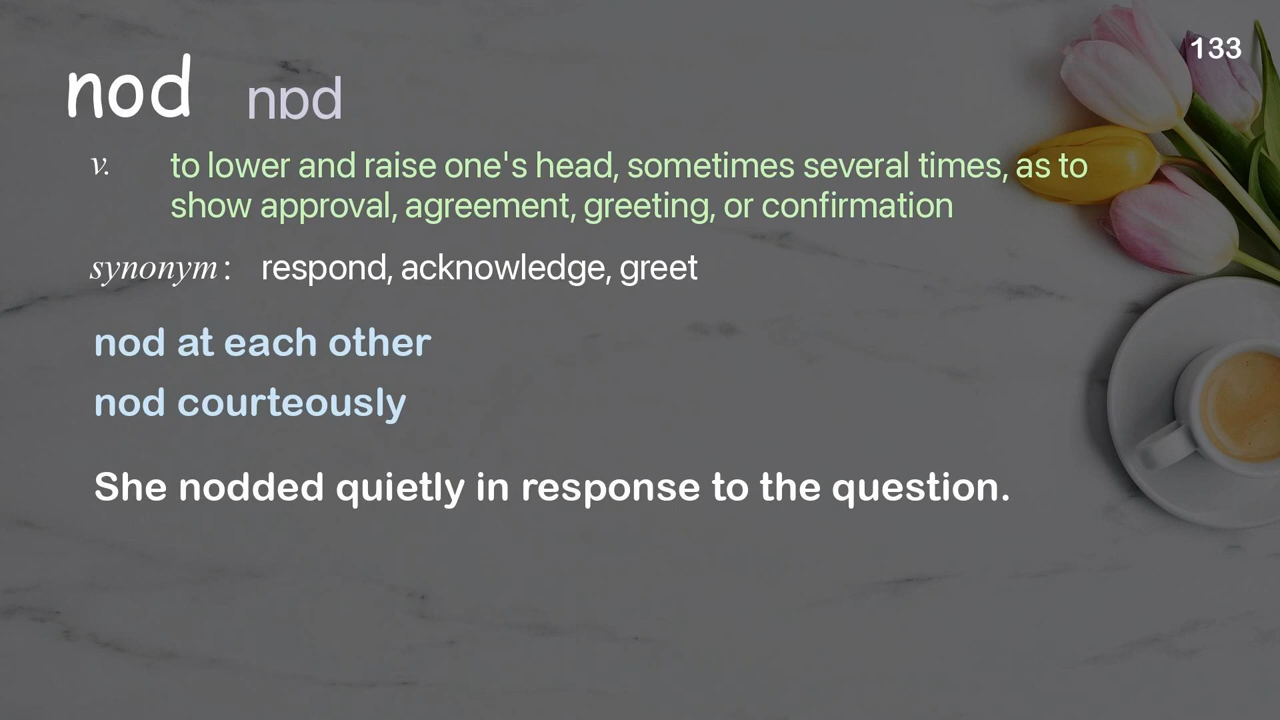 133
nod nɒd
v. to lower and raise one's head, sometimes several times, as to
show approval, agreement, greeting, or confirmation
synonym: respond, acknowledge, greet
nod at each other
nod courteously
She nodded quietly in response to the question.